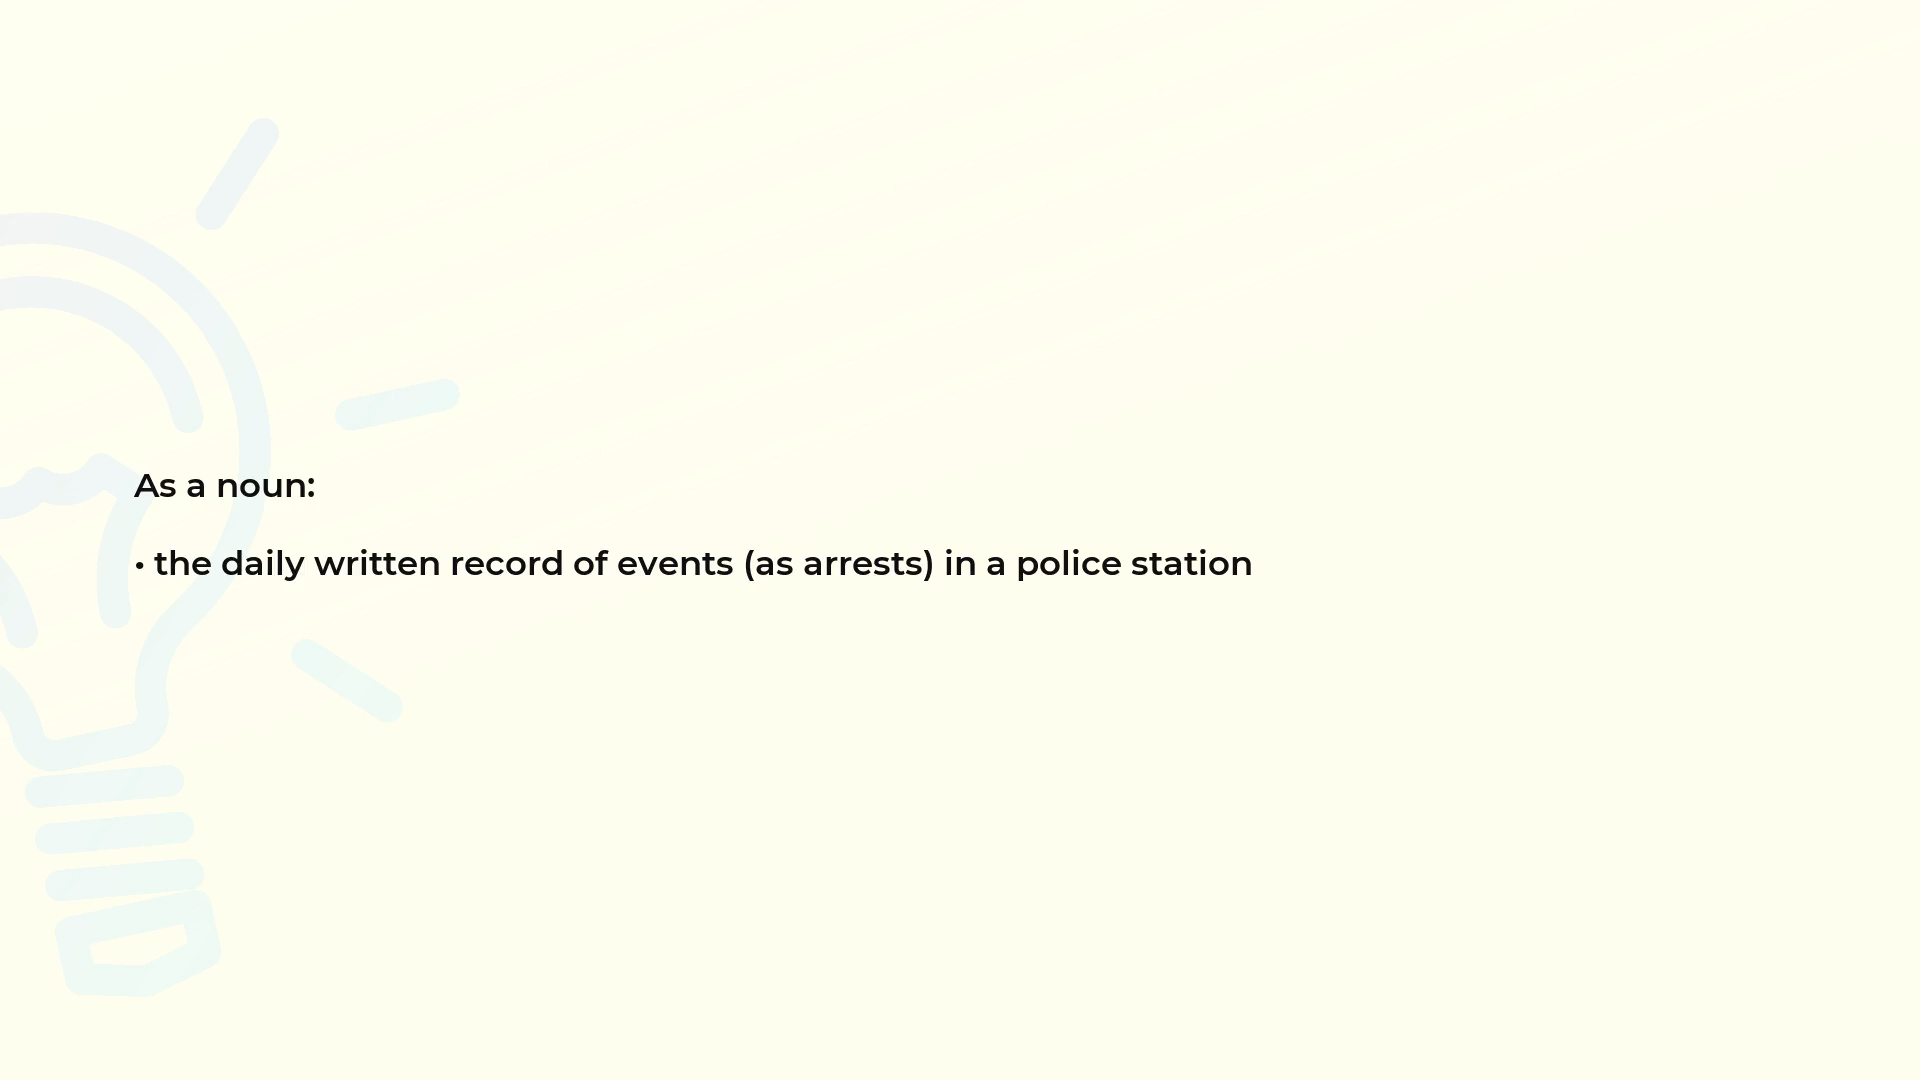 As a noun:
• the daily written record of events (as arrests) in a police station